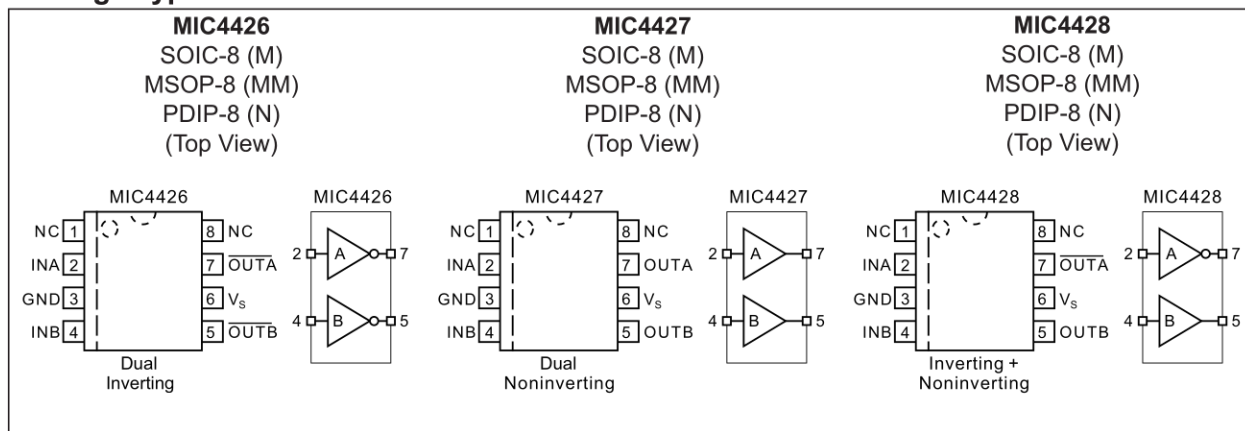 MIC4426
SOIC-8 (M)
MSOP-8 (MM)
PDIP-8 (N)
(Top View)
MIC4426
NC 1 8 NC
INA 2 7 OUTA
GND 3 6 VS
INB 4 5 OUTB
Dual
Inverting
MIC4426
2 A 7
4 B 5
MIC4427
SOIC-8 (M)
MSOP-8 (MM)
PDIP-8 (N)
(Top View)
MIC4427
NC 1 8 NC
INA 2 7 OUTA
GND 3 6 VS
INB 4 5 OUTB
Dual
Noninverting
MIC4427
2 A 7
4 B 5
MIC4428
SOIC-8 (M)
MSOP-8 (MM)
PDIP-8 (N)
(Top View)
MIC4428
NC 1 8 NC
INA 2 7 OUTA
GND 3 6 VS
INB 4 5 OUTB
Inverting +
Noninverting
MIC4428
2 A 7
4 B 5